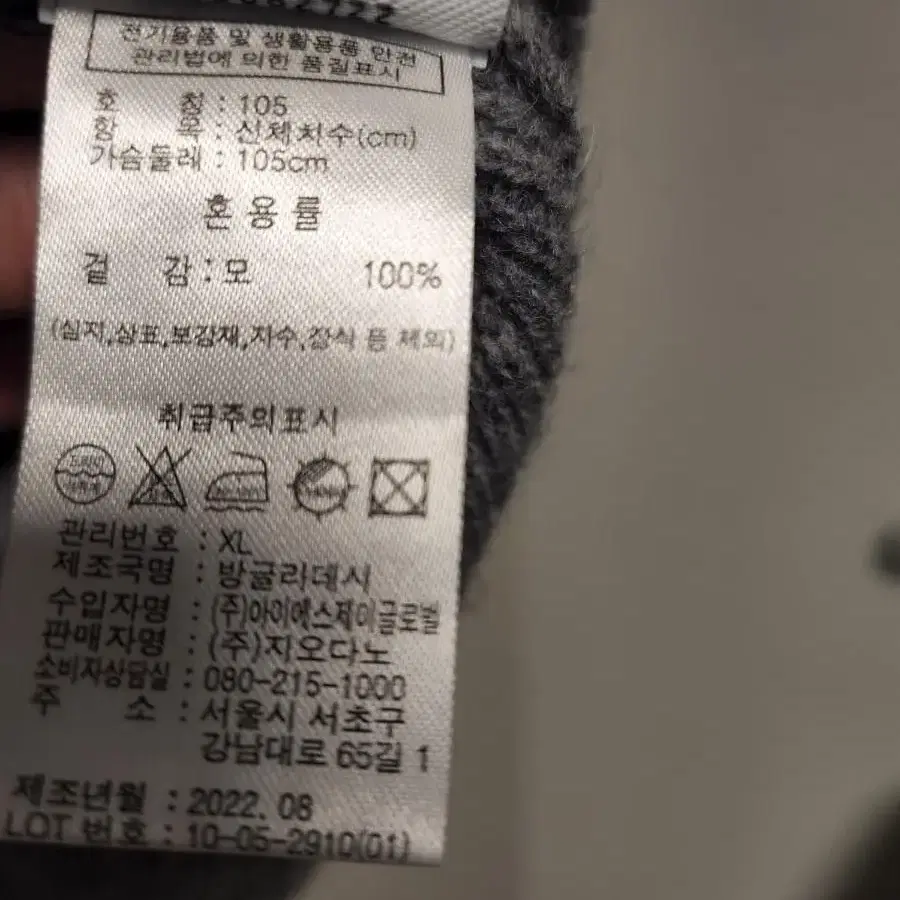 전기용품 및 생활용품 안전
관리법에 의한 품질표시
호 칭 : 105
항 목 : 신체치수(cm)
가슴둘레 : 105cm
혼용률
겉 감 : 모 100%
(심지,상표,보강재,자수,장식 등 제외)
취급주의표시
드라이
관리번호 : XL
제조국명 : 방글라데시
수입자명 : (주)아이에스제이글로벌
판매자명 : (주)지오다노
소비자상담실 : 080-215-1000
주 소 : 서울시 서초구
강남대로 65길 1
제조년월 : 2022. 08
LOT 번호 : 10-05-2910(01)